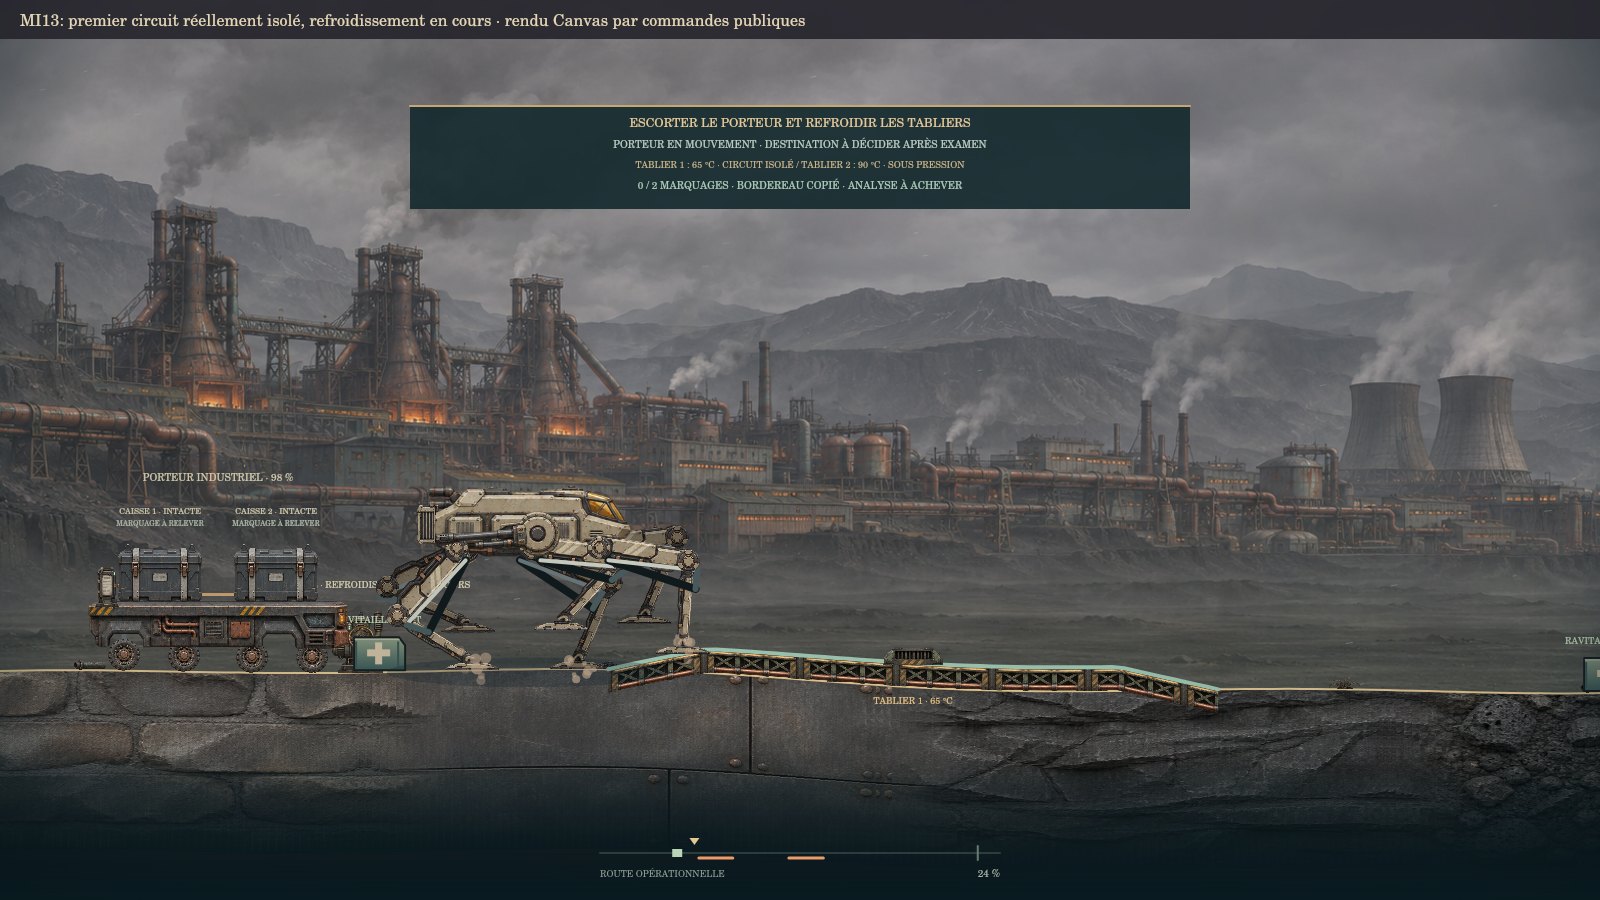 MI13: premier circuit réellement isolé, refroidissement en cours · rendu Canvas par commandes publiques
ESCORTER LE PORTEUR ET REFROIDIR LES TABLIERS
PORTEUR EN MOUVEMENT · DESTINATION À DÉCIDER APRÈS EXAMEN
TABLIER 1 : 65 °C · CIRCUIT ISOLÉ / TABLIER 2 : 90 °C · SOUS PRESSION
0 / 2 MARQUAGES · BORDEREAU COPIÉ · ANALYSE À ACHEVER
PORTEUR INDUSTRIEL · 98 %
CAISSE 1 · INTACTE
MARQUAGE À RELEVER
CAISSE 2 · INTACTE
MARQUAGE À RELEVER
TABLIER 1 · 65 °C
ROUTE OPÉRATIONNELLE
24 %